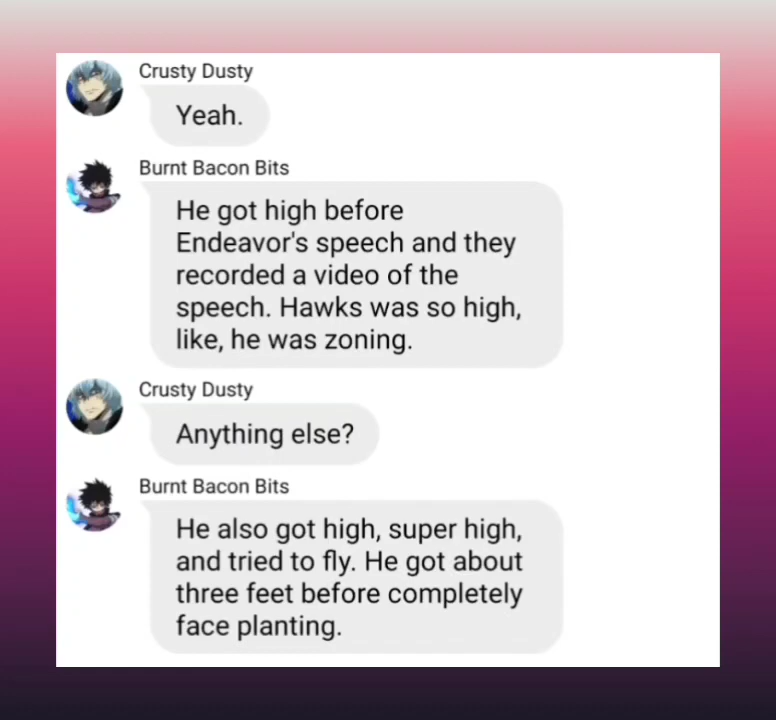 Crusty Dusty
Yeah.
Burnt Bacon Bits
He got high before
Endeavor's speech and they
recorded a video of the
speech. Hawks was so high,
like, he was zoning.
Crusty Dusty
Anything else?
Burnt Bacon Bits
He also got high, super high,
and tried to fly. He got about
three feet before completely
face planting.